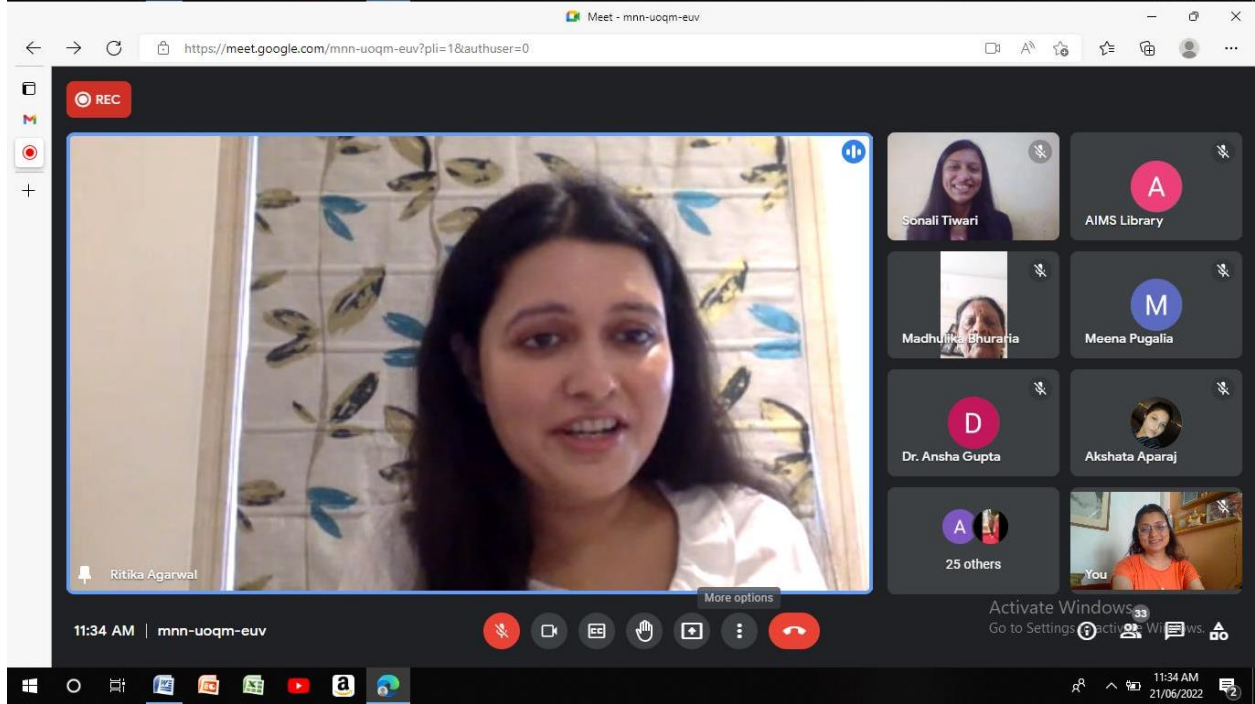 Meet - mnn-uoqm-euv
https://meet.google.com/mnn-uoqm-euv?pli=1&authuser=0
REC
Ritika Agarwal
Sonali Tiwari
A
AIMS Library
Madhulika Bhuraria
M
Meena Pugalia
D
Dr. Ansha Gupta
Akshata Aparaj
A
25 others
You
More options
Activate Windows
Go to Settings to activate Windows.
33
11:34 AM | mnn-uoqm-euv
CC
a
11:34 AM
21/06/2022
2